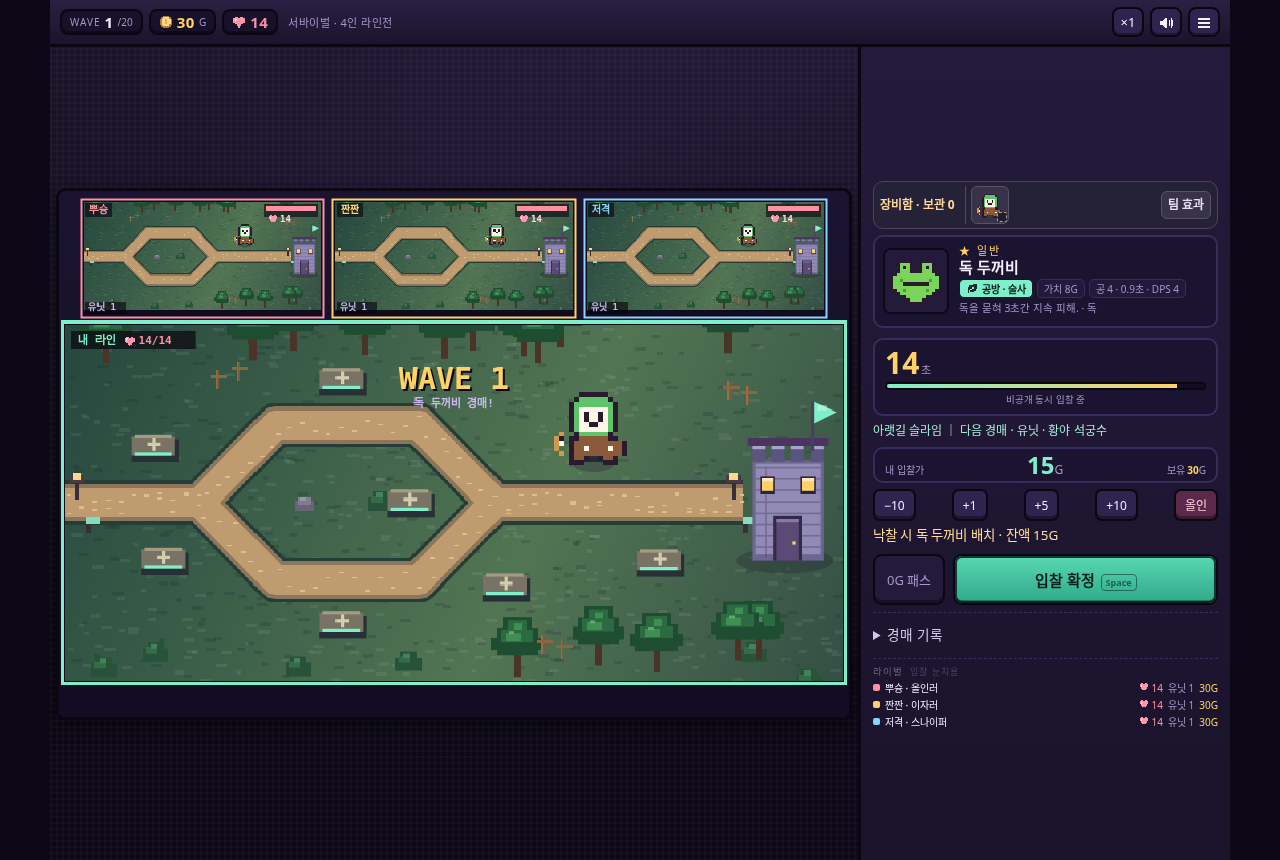 WAVE 1 /20
30 G
14
서바이벌 · 4인 라인전
×1
뿌슝
14
유닛 1
짠짠
14
유닛 1
저격
14
유닛 1
내 라인 14/14
WAVE 1
독 두꺼비 경매!
장비함 · 보관 0
팀 효과
★ 일반
독 두꺼비
공방 · 술사
가치 8G
공 4 · 0.9초 · DPS 4
독을 묻혀 3초간 지속 피해. · 독
14초
비공개 동시 입찰 중
아랫길 슬라임 | 다음 경매 · 유닛 · 황야 석궁수
내 입찰가
15G
보유 30G
−10
+1
+5
+10
올인
낙찰 시 독 두꺼비 배치 · 잔액 15G
0G 패스
입찰 확정 Space
▶ 경매 기록
라이벌 입찰 눈치용
뿌슝 · 올인러 14 유닛 1 30G
짠짠 · 이자러 14 유닛 1 30G
저격 · 스나이퍼 14 유닛 1 30G